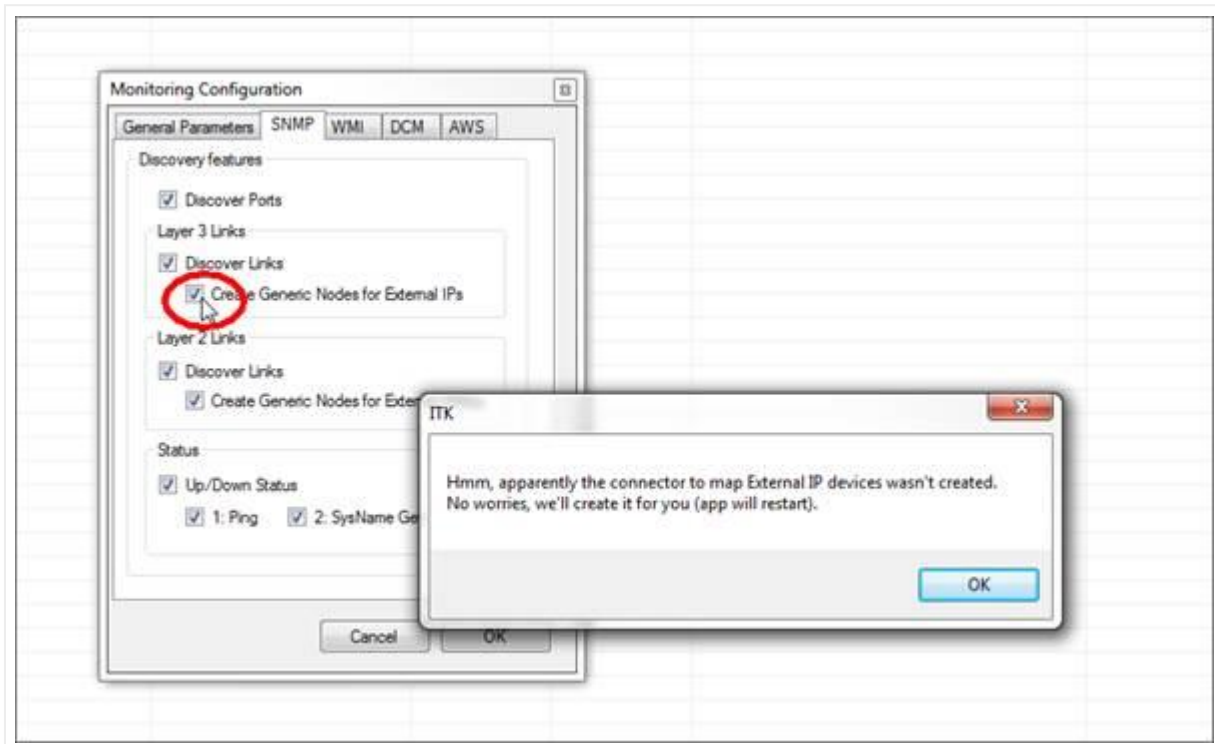 Monitoring Configuration
General Parameters SNMP WMI DCM AWS
Discovery features
Discover Ports
Layer 3 Links
Discover Links
Create Generic Nodes for External IPs
Layer 2 Links
Discover Links
Create Generic Nodes for
Status
Up/Down Status
1: Ping 2: SysName
Cancel OK
ITK
Hmm, apparently the connector to map External IP devices wasn't created.
No worries, we'll create it for you (app will restart).
OK